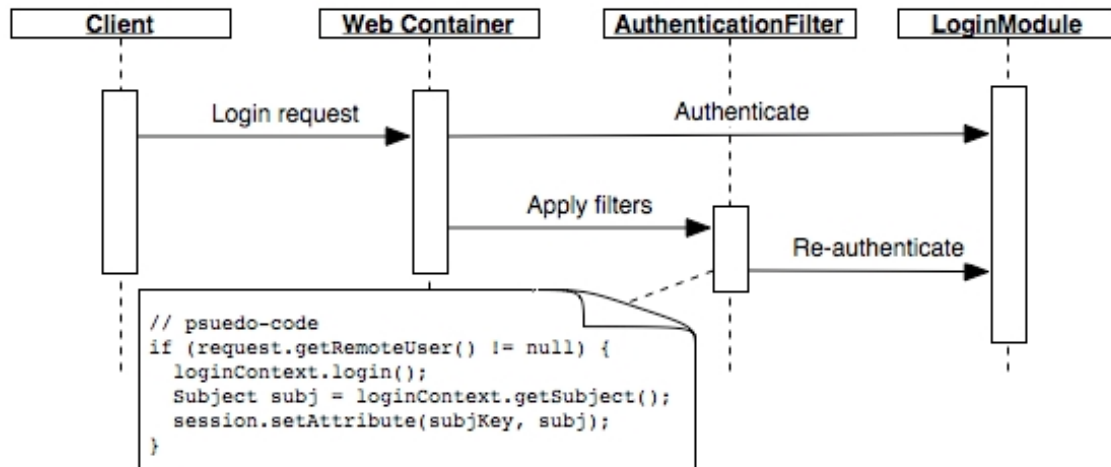 Client
Web Container
AuthenticationFilter
LoginModule
Login request
Authenticate
Apply filters
Re-authenticate
// psuedo-code
if (request.getRemoteUser() != null) {
loginContext.login();
Subject subj = loginContext.getSubject();
session.setAttribute(subjKey, subj);
}